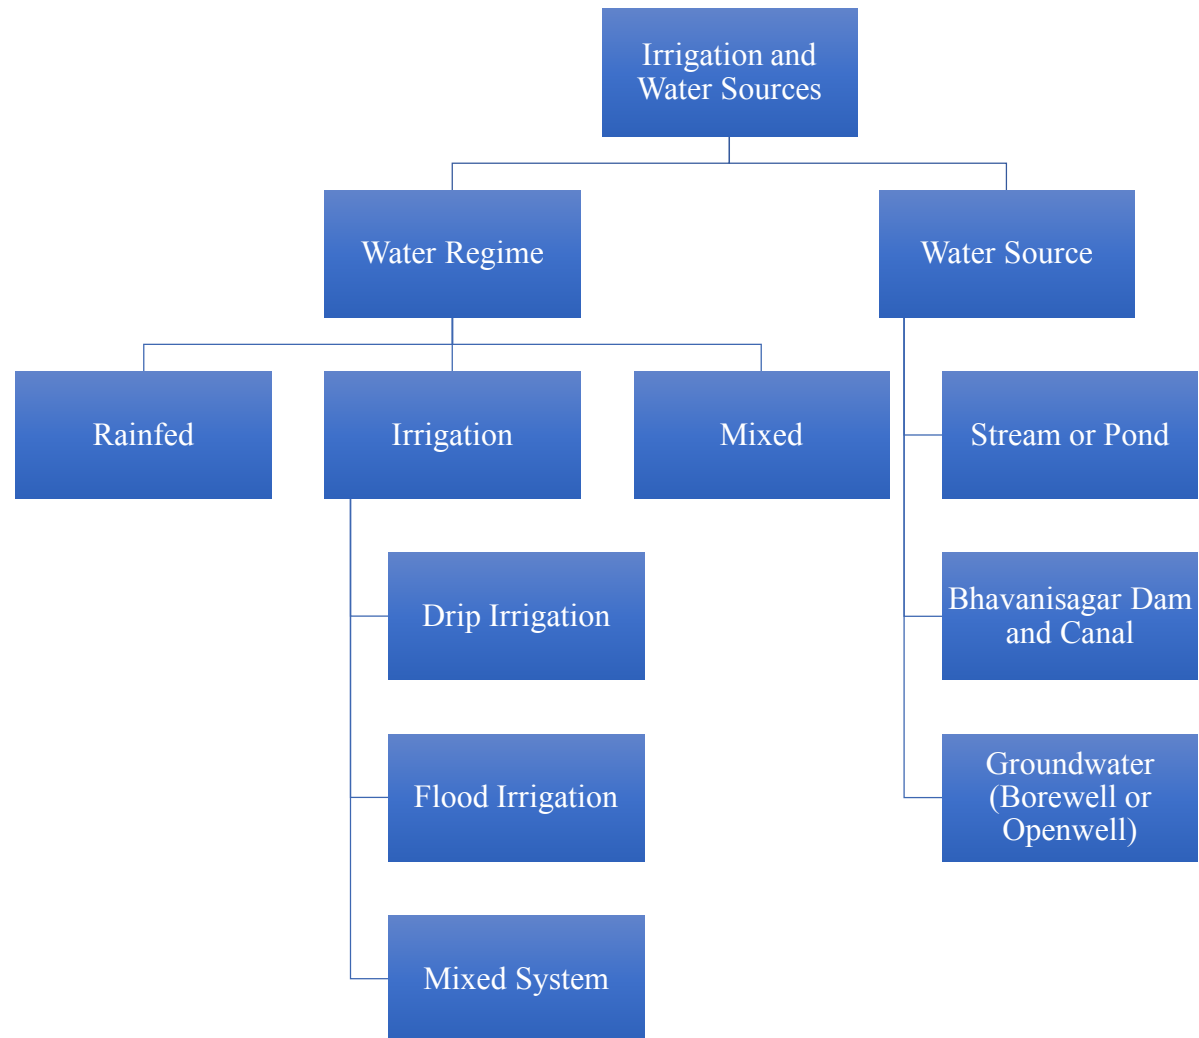 Irrigation and
Water Sources
Water Regime
Water Source
Rainfed
Irrigation
Mixed
Stream or Pond
Drip Irrigation
Bhavanisagar Dam
and Canal
Flood Irrigation
Groundwater
(Borewell or
Openwell)
Mixed System